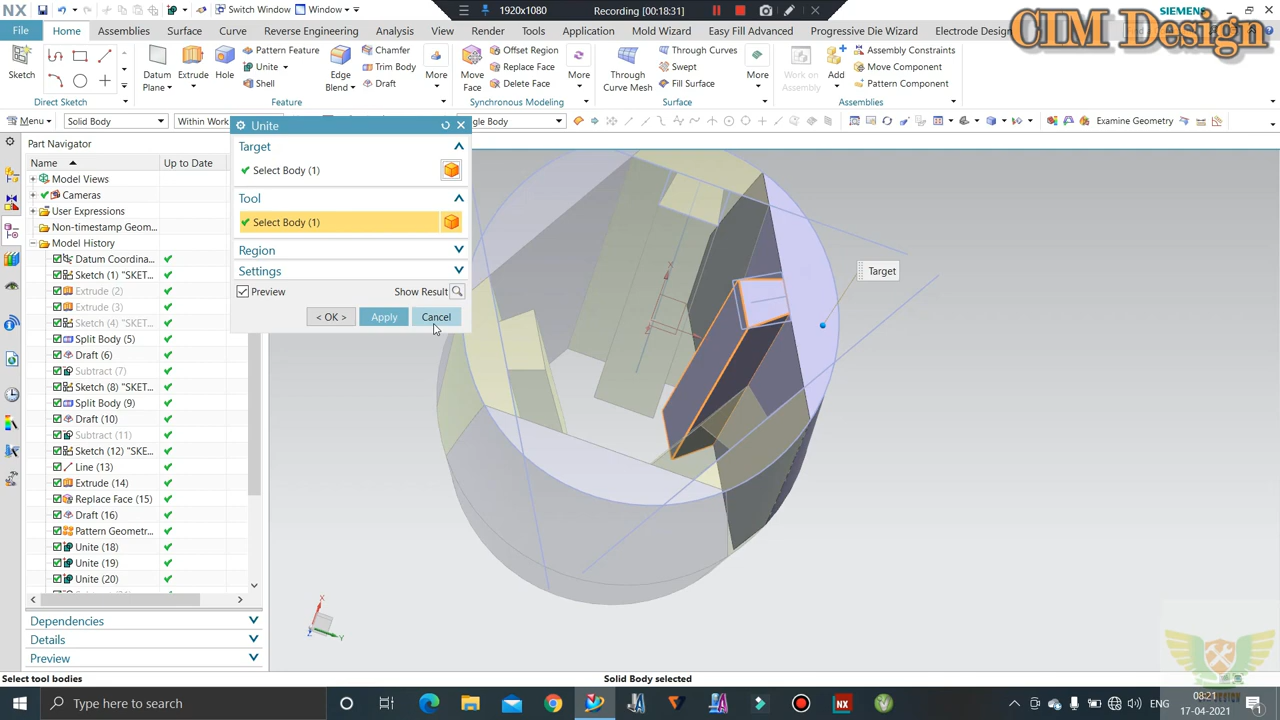 NX
Switch Window
Window
1920x1080
Recording [00:18:31]
SIEMENS
CIM Design
File
Home
Assemblies
Surface
Curve
Reverse Engineering
Analysis
View
Render
Tools
Application
Mold Wizard
Easy Fill Advanced
Progressive Die Wizard
Electrode Design
Sketch
Datum
Plane
Extrude
Hole
Pattern Feature
Unite
Shell
Edge
Blend
Chamfer
Trim Body
Draft
More
Move
Face
Offset Region
Replace Face
Delete Face
More
Through
Curve Mesh
Through Curves
Swept
Fill Surface
More
Work on
Assembly
Add
Assembly Constraints
Move Component
Pattern Component
Direct Sketch
Feature
Synchronous Modeling
Surface
Assemblies
Menu
Solid Body
Within Work
gle Body
Examine Geometry
Part Navigator
Name
Up to Date
Model Views
Cameras
User Expressions
Non-timestamp Geom...
Model History
Datum Coordina...
Sketch (1) "SKET...
Extrude (2)
Extrude (3)
Sketch (4) "SKET...
Split Body (5)
Draft (6)
Subtract (7)
Sketch (8) "SKET...
Split Body (9)
Draft (10)
Subtract (11)
Sketch (12) "SKE...
Line (13)
Extrude (14)
Replace Face (15)
Draft (16)
Pattern Geometr...
Unite (18)
Unite (19)
Unite (20)
Dependencies
Details
Preview
Unite
Target
Select Body (1)
Tool
Select Body (1)
Region
Settings
Preview
Show Result
< OK >
Apply
Cancel
Target
X
Y
Z
Select tool bodies
Solid Body selected
Type here to search
NX
ENG
08:21
17-04-2021
1